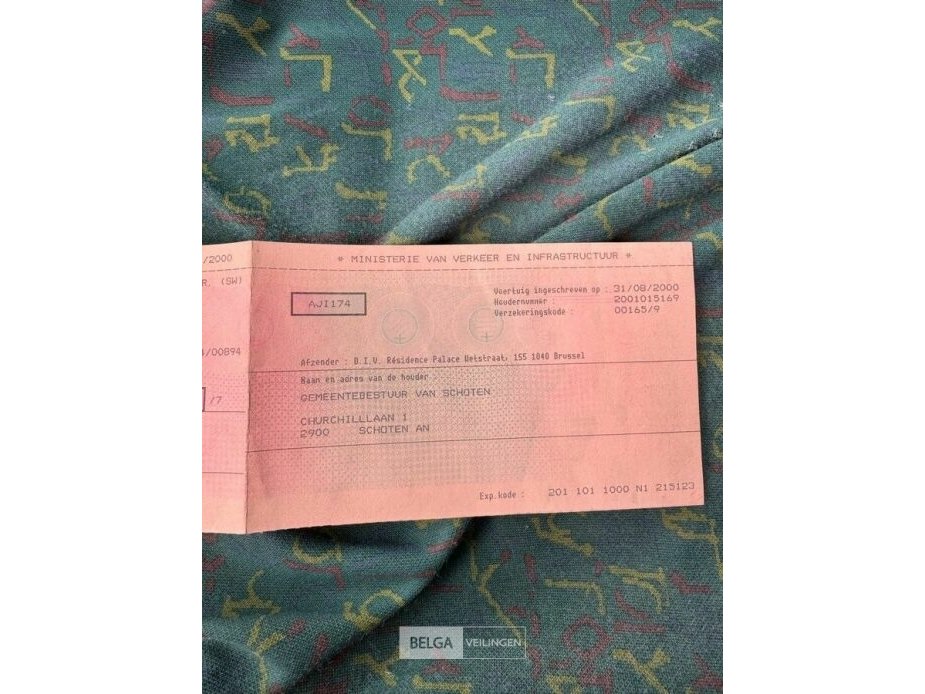 /2000
R. (SW)
/00894
/7
* MINISTERIE VAN VERKEER EN INFRASTRUCTUUR *
AJI174
Voertuig ingeschreven op : 31/08/2000
Houdernummer 2001015169
Verzekeringskode : 00165/9
Afzender : D.I.V. Résidence Palace Wetstraat, 155 1040 Brussel
Naam en adres van de houder :
GEMEENTEBESTUUR VAN SCHOTEN
CHURCHILLLAAN 1
2900 SCHOTEN AN
Exp.kode : 201 101 1000 N1 215123
BELGA VEILINGEN